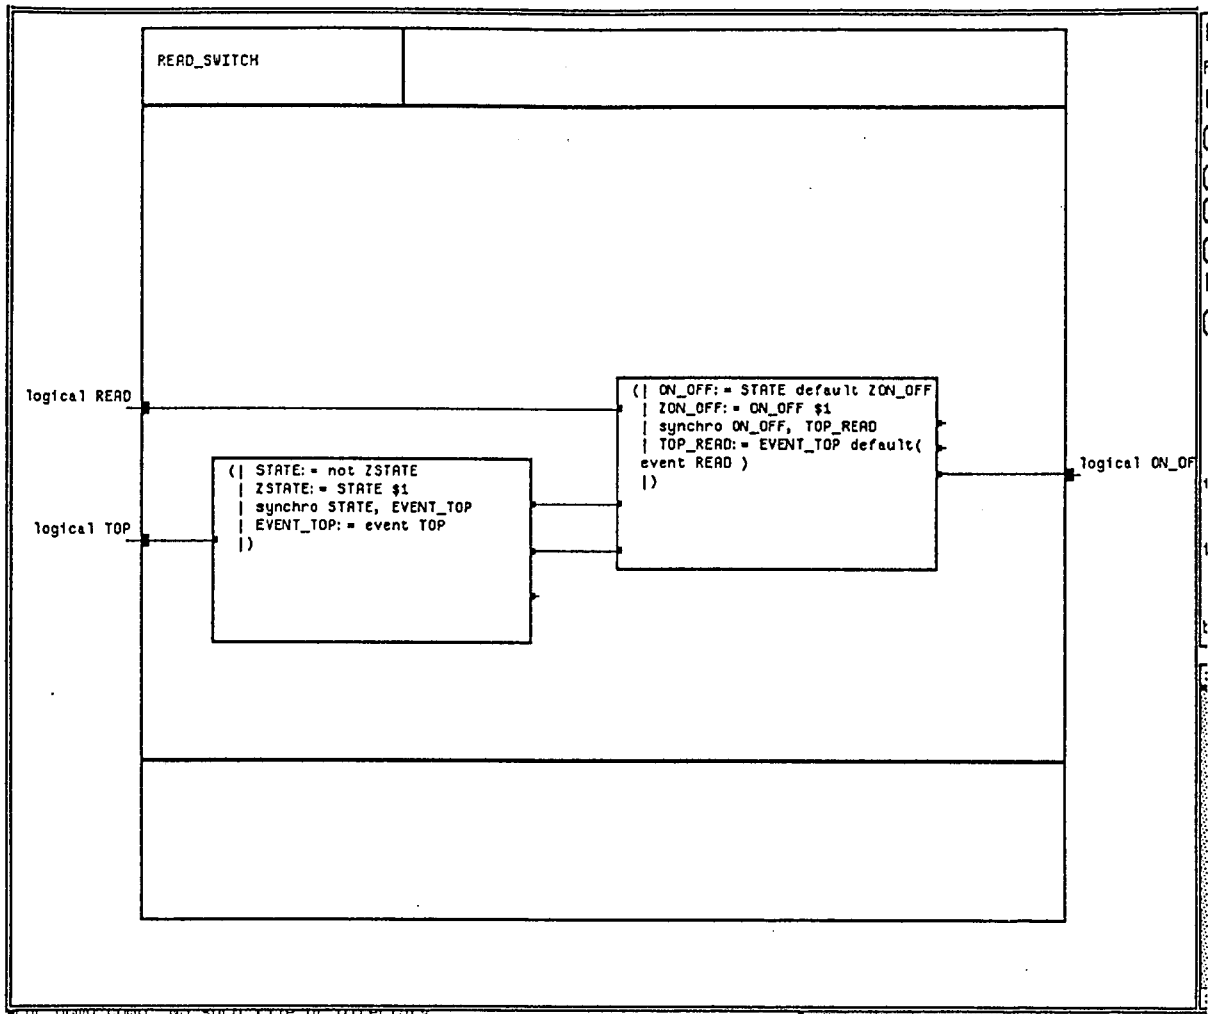 READ_SWITCH
logical READ
(| ON_OFF:= STATE default ZON_OFF
| ZON_OFF:= ON_OFF $1
| synchro ON_OFF, TOP_READ
| TOP_READ:= EVENT_TOP default(
event READ )
|)
logical ON_OF
(| STATE:= not ZSTATE
| ZSTATE:= STATE $1
| synchro STATE, EVENT_TOP
| EVENT_TOP:= event TOP
|)
logical TOP